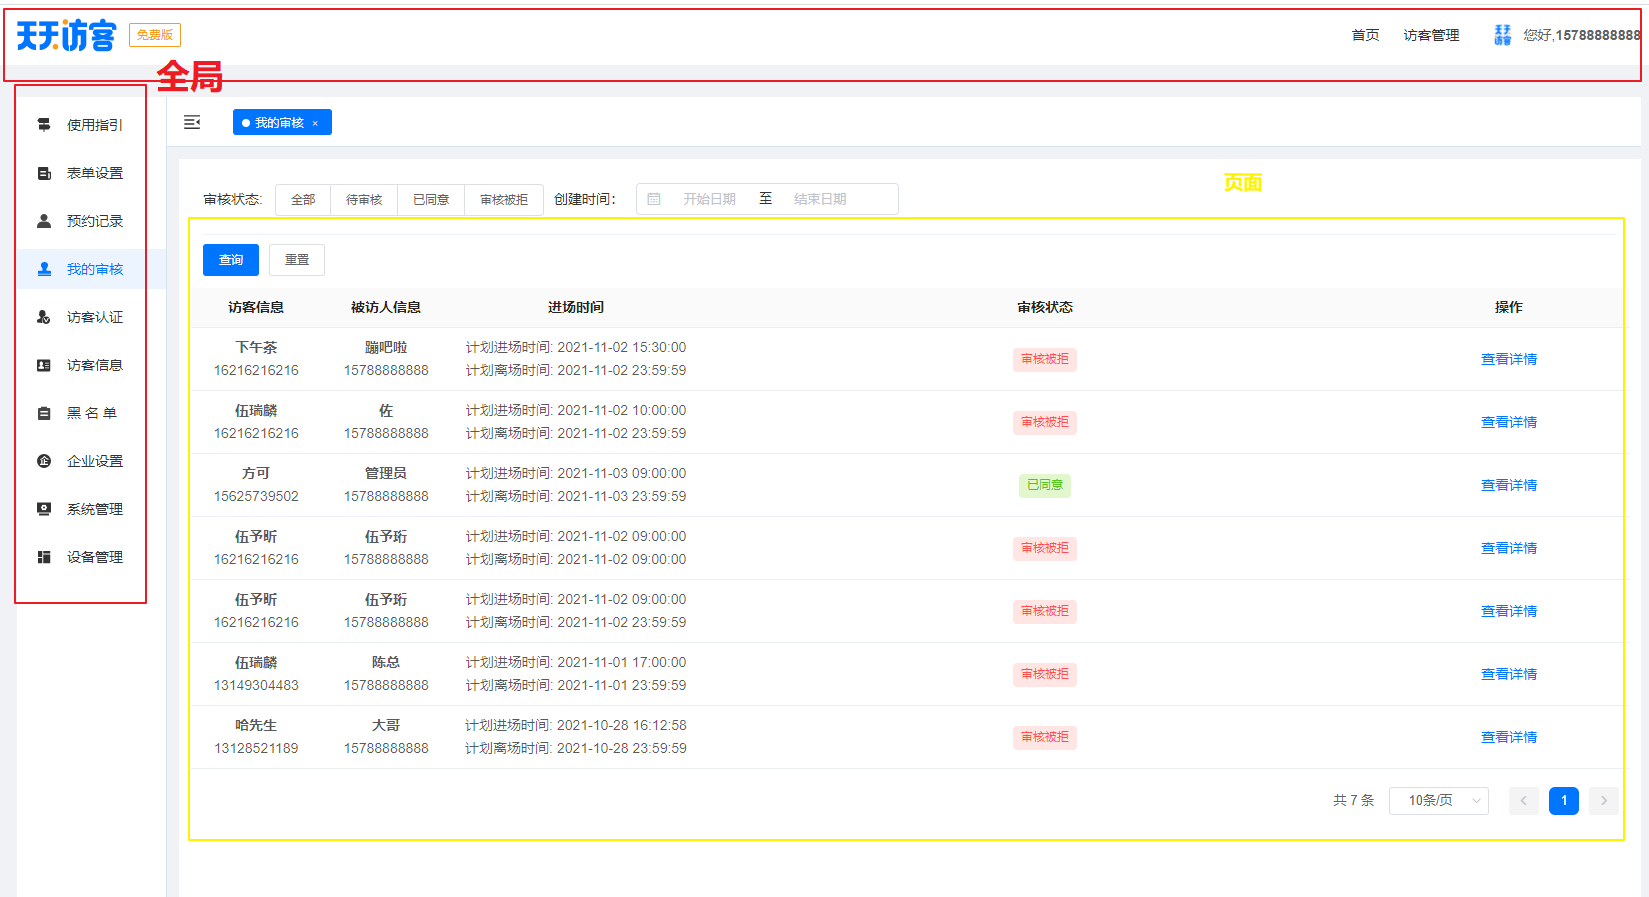 天天访客 免费版 首页 访客管理 天天访客 您好,15788888888
全局
使用指引
表单设置
预约记录
我的审核
访客认证
访客信息
黑 名 单
企业设置
系统管理
设备管理
我的审核 ×
页面
审核状态: 全部 待审核 已同意 审核被拒 创建时间: 开始日期 至 结束日期
查询 重置
访客信息 被访人信息 进场时间 审核状态 操作
下午茶 蹦吧啦 计划进场时间: 2021-11-02 15:30:00
16216216216 15788888888 计划离场时间: 2021-11-02 23:59:59
审核被拒 查看详情
伍瑞麟 佐 计划进场时间: 2021-11-02 10:00:00
16216216216 15788888888 计划离场时间: 2021-11-02 23:59:59
审核被拒 查看详情
方可 管理员 计划进场时间: 2021-11-03 09:00:00
15625739502 15788888888 计划离场时间: 2021-11-03 23:59:59
已同意 查看详情
伍予昕 伍予珩 计划进场时间: 2021-11-02 09:00:00
16216216216 15788888888 计划离场时间: 2021-11-02 09:00:00
审核被拒 查看详情
伍予昕 伍予珩 计划进场时间: 2021-11-02 09:00:00
16216216216 15788888888 计划离场时间: 2021-11-02 23:59:59
审核被拒 查看详情
伍瑞麟 陈总 计划进场时间: 2021-11-01 17:00:00
13149304483 15788888888 计划离场时间: 2021-11-01 23:59:59
审核被拒 查看详情
哈先生 大哥 计划进场时间: 2021-10-28 16:12:58
13128521189 15788888888 计划离场时间: 2021-10-28 23:59:59
审核被拒 查看详情
共 7 条 10条/页 1